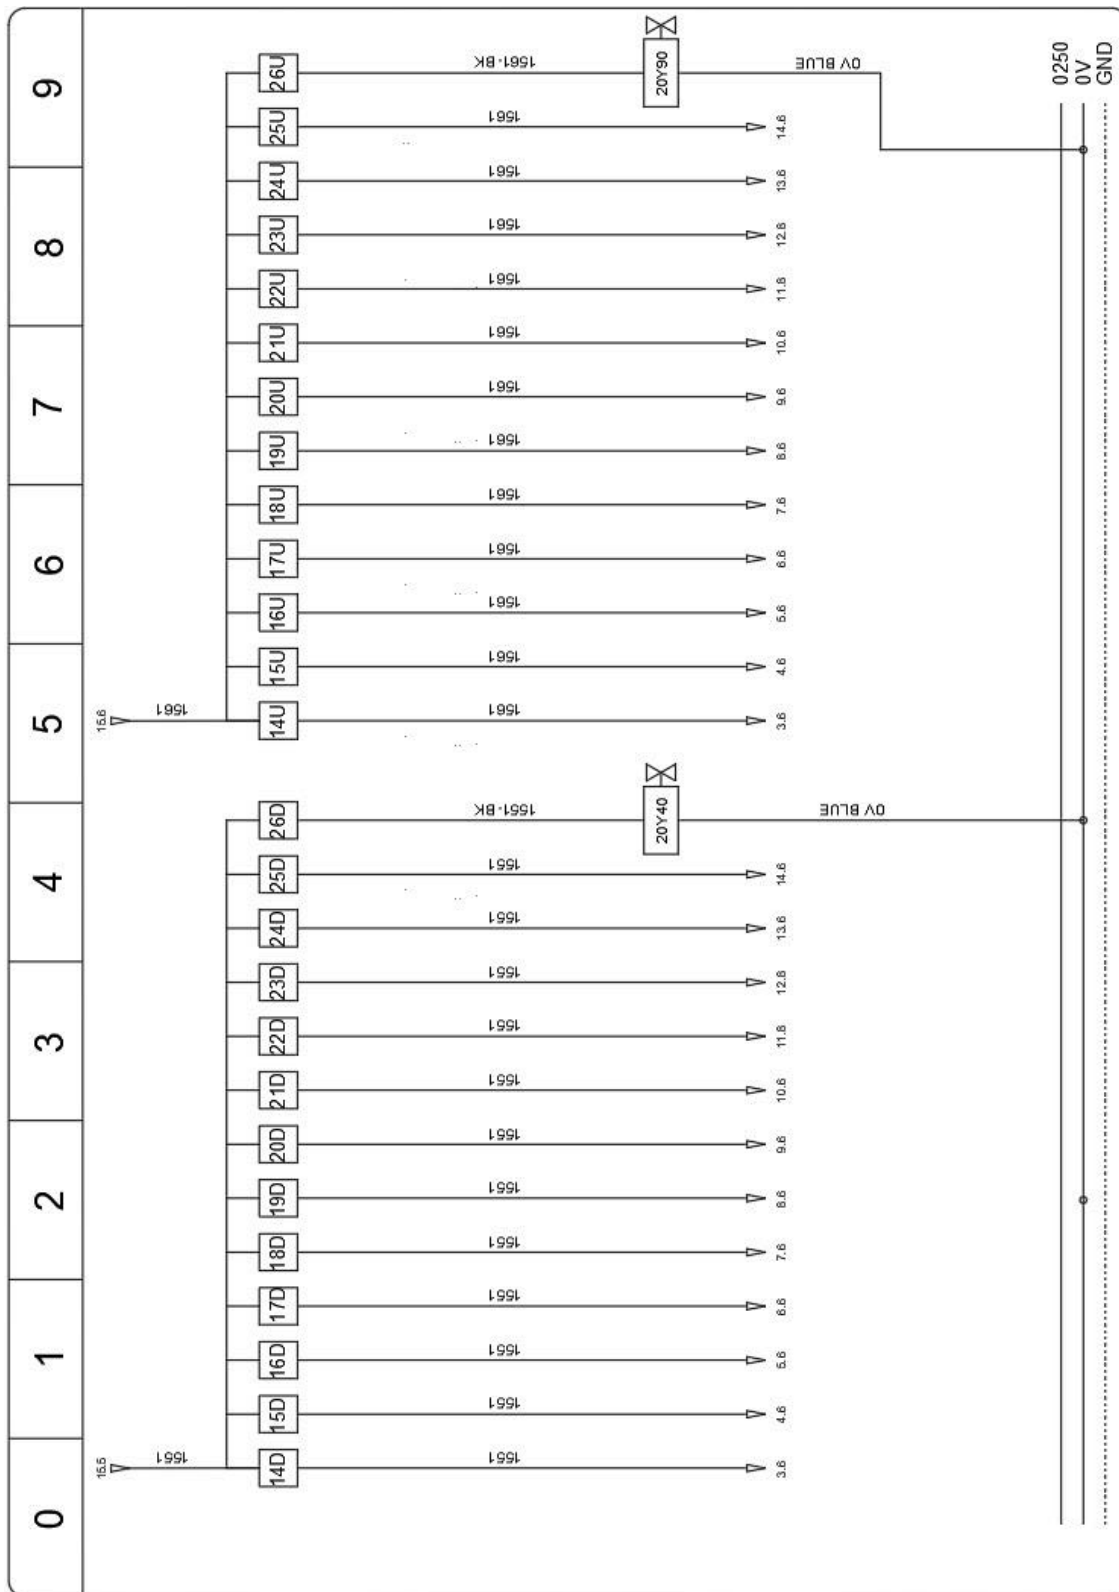 0 1 2 3 4 5 6 7 8 9
15.6 15.6
1551 1561
14D 15D 16D 17D 18D 19D 20D 21D 22D 23D 24D 25D 26D 14U 15U 16U 17U 18U 19U 20U 21U 22U 23U 24U 25U 26U
1551 1551 1551 1551 1551 1551 1551 1551 1551 1551 1551 1551 1551-BK 1561 1561 1561 1561 1561 1561 1561 1561 1561 1561 1561 1561 1561-BK
20Y40 20Y90
3.6 4.6 5.6 6.6 7.6 8.6 9.6 10.6 11.6 12.6 13.6 14.6 3.6 4.6 5.6 6.6 7.6 8.6 9.6 10.6 11.6 12.6 13.6 14.6
0V BLUE 0V BLUE
0250
0V
GND